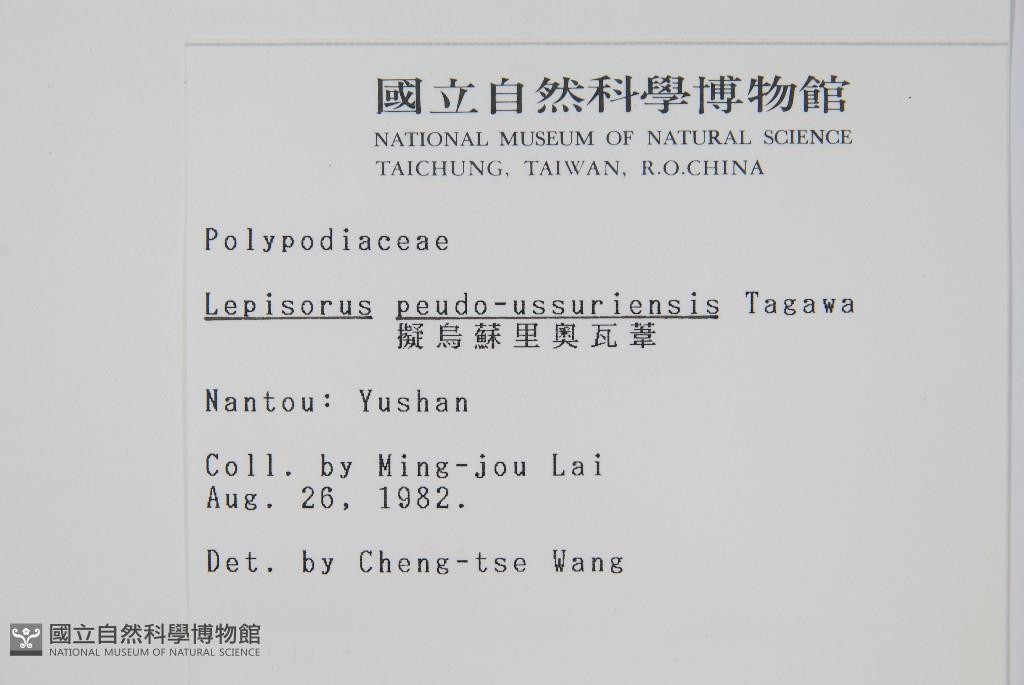 國立自然科學博物館
NATIONAL MUSEUM OF NATURAL SCIENCE
TAICHUNG, TAIWAN, R.O.CHINA
Polypodiaceae
Lepisorus peudo-ussuriensis Tagawa
擬烏蘇里奧瓦葦
Nantou: Yushan
Coll. by Ming-jou Lai
Aug. 26, 1982.
Det. by Cheng-tse Wang
國立自然科學博物館
NATIONAL MUSEUM OF NATURAL SCIENCE